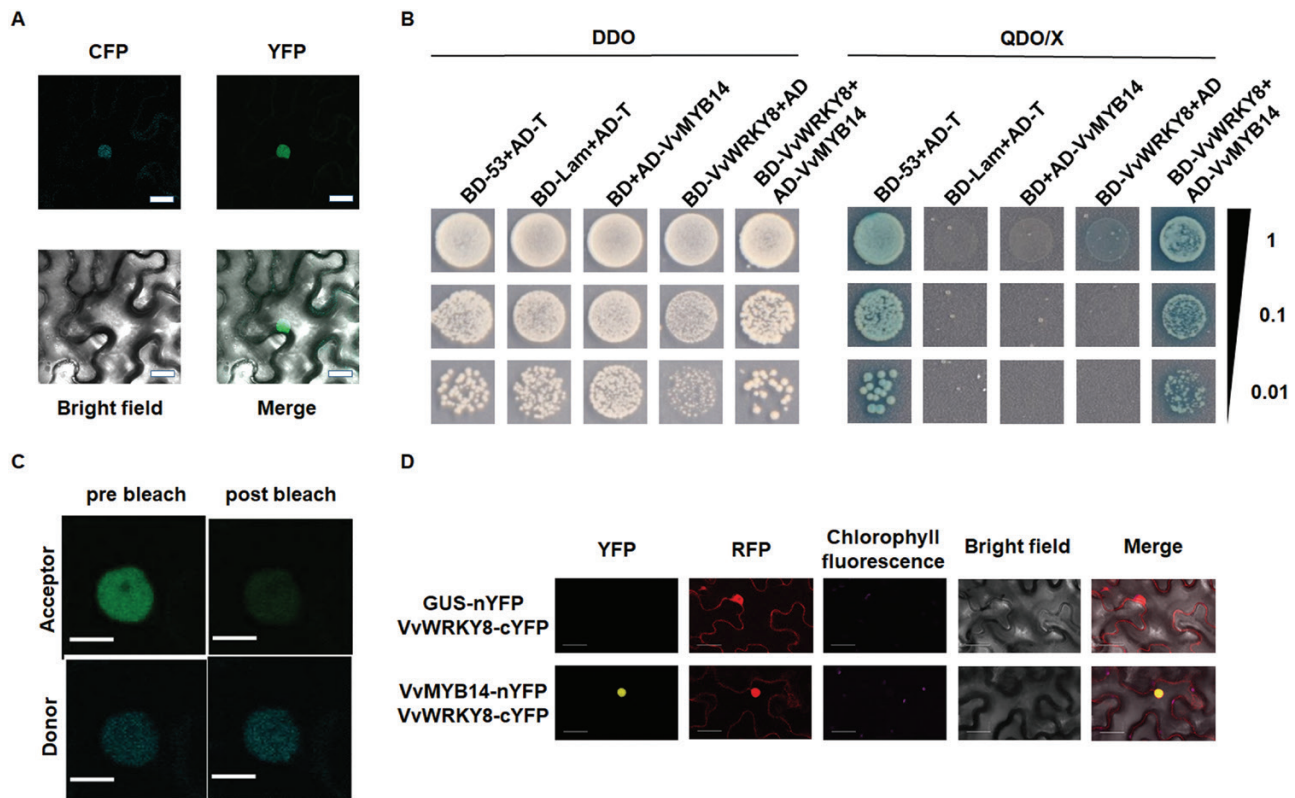 A
CFP
YFP
Bright field
Merge
B
DDO
QDO/X
BD-53+AD-T
BD-Lam+AD-T
BD+AD-VvMYB14
BD-VvWRKY8+AD
BD-VvWRKY8+
AD-VvMYB14
BD-53+AD-T
BD-Lam+AD-T
BD+AD-VvMYB14
BD-VvWRKY8+AD
BD-VvWRKY8+
AD-VvMYB14
1
0.1
0.01
C
pre bleach
post bleach
Acceptor
Donor
D
YFP
RFP
Chlorophyll
fluorescence
Bright field
Merge
GUS-nYFP
VvWRKY8-cYFP
VvMYB14-nYFP
VvWRKY8-cYFP